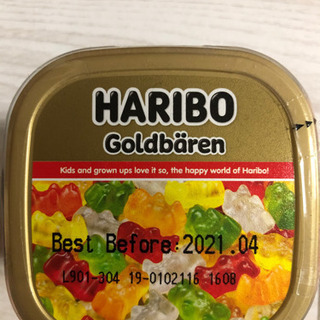 HARIBO
Goldbären
Kids and grown ups love it so, the happy world of Haribo!
Best Before:2021.04
L901-304 19-0102116 1608